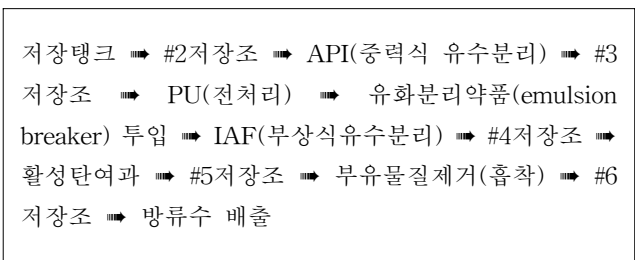 저장탱크 ➠ #2저장조 ➠ API(중력식 유수분리) ➠ #3
저장조 ➠ PU(전처리) ➠ 유화분리약품(emulsion
breaker) 투입 ➠ IAF(부상식유수분리) ➠ #4저장조 ➠
활성탄여과 ➠ #5저장조 ➠ 부유물질제거(흡착) ➠ #6
저장조 ➠ 방류수 배출